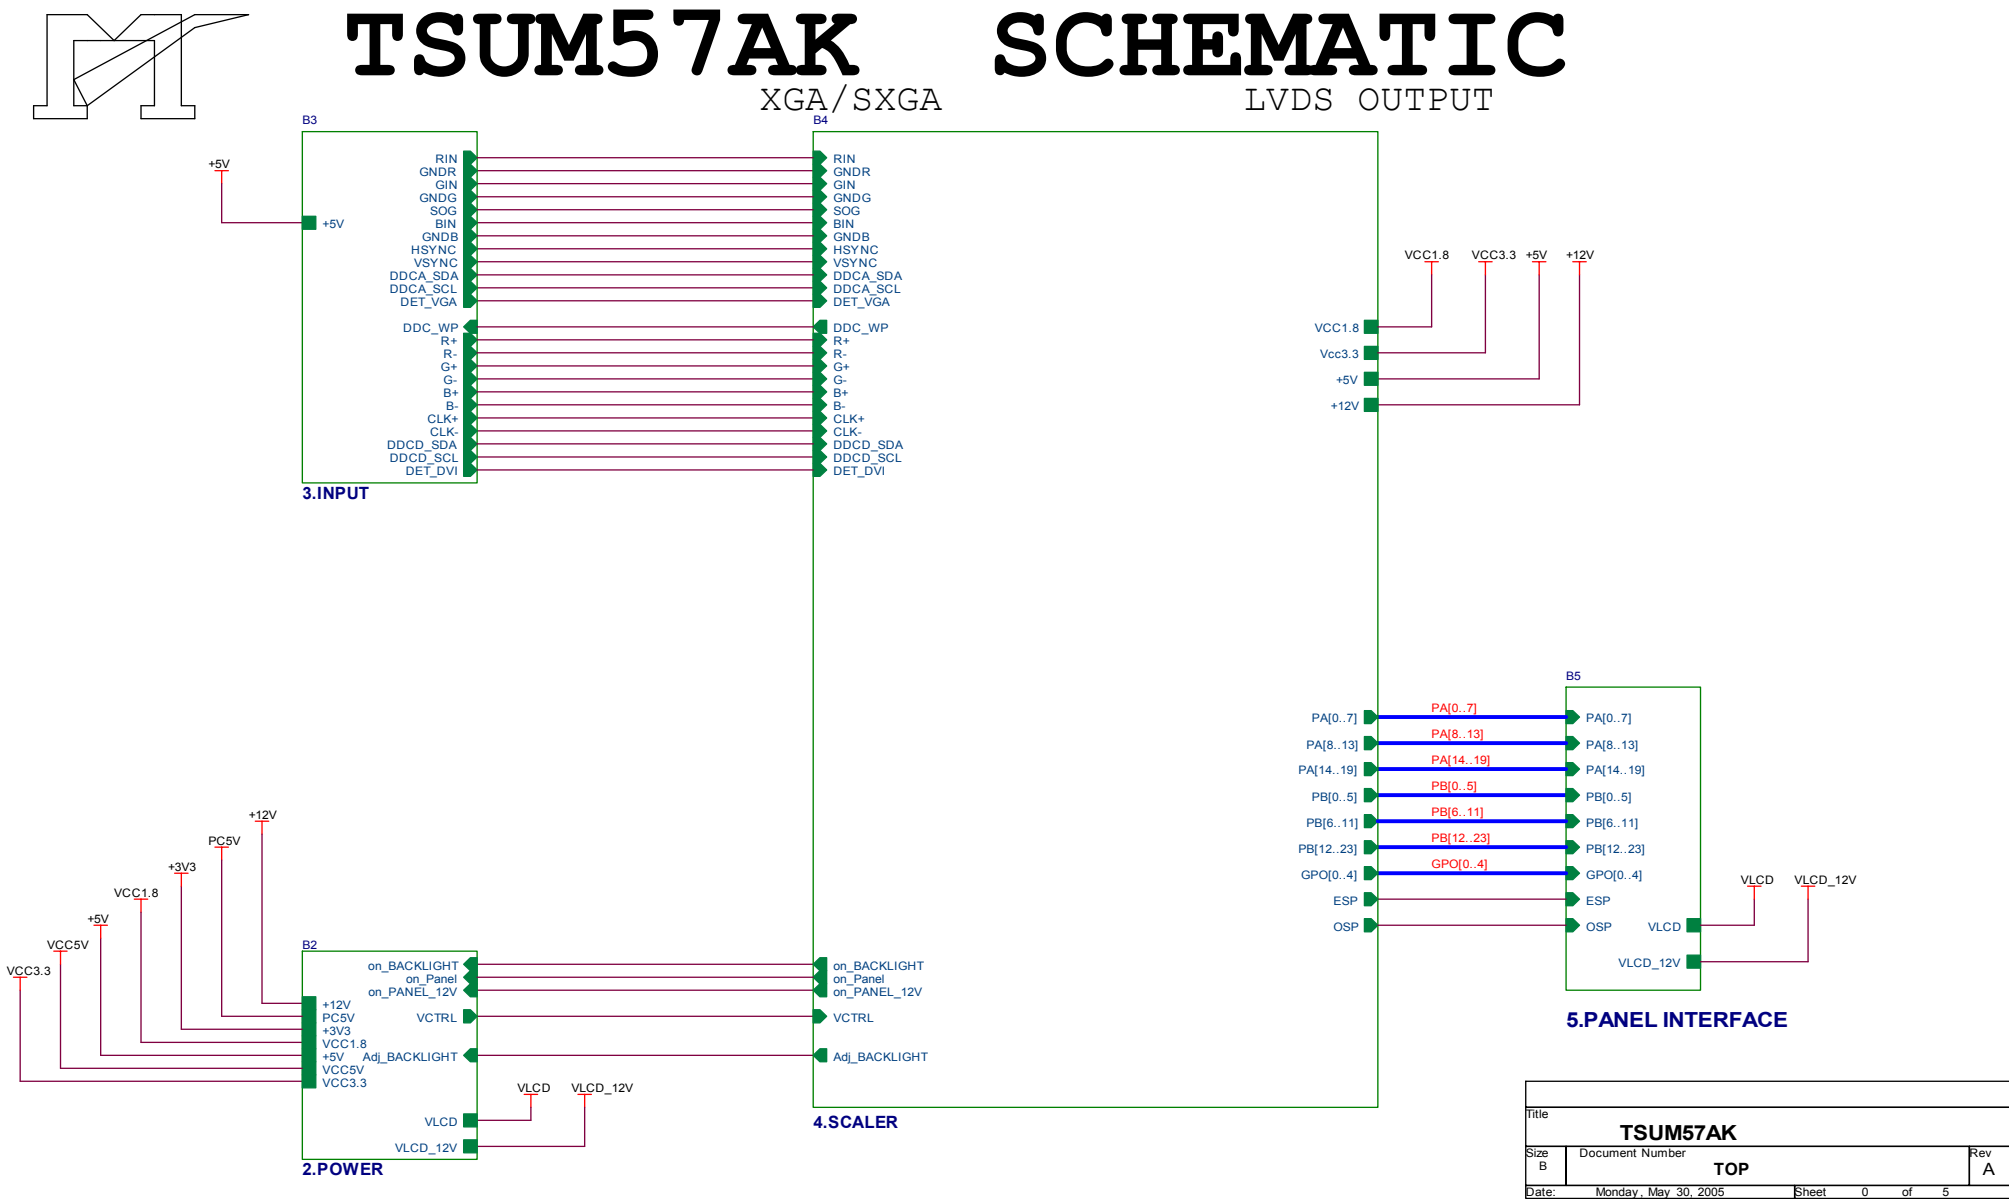 TSUM57AK SCHEMATIC
XGA/SXGA LVDS OUTPUT
B3
+5V
+5V
RIN
GNDR
GIN
GNDG
SOG
BIN
GNDB
HSYNC
VSYNC
DDCA_SDA
DDCA_SCL
DET_VGA
DDC_WP
R+
R-
G+
G-
B+
B-
CLK+
CLK-
DDCD_SDA
DDCD_SCL
DET_DVI
3.INPUT
B4
RIN
GNDR
GIN
GNDG
SOG
BIN
GNDB
HSYNC
VSYNC
DDCA_SDA
DDCA_SCL
DET_VGA
DDC_WP
R+
R-
G+
G-
B+
B-
CLK+
CLK-
DDCD_SDA
DDCD_SCL
DET_DVI
VCC1.8 VCC3.3 +5V +12V
VCC1.8
Vcc3.3
+5V
+12V
PA[0..7]
PA[8..13]
PA[14..19]
PB[0..5]
PB[6..11]
PB[12..23]
GPO[0..4]
ESP
OSP
PA[0..7]
PA[8..13]
PA[14..19]
PB[0..5]
PB[6..11]
PB[12..23]
GPO[0..4]
B5
PA[0..7]
PA[8..13]
PA[14..19]
PB[0..5]
PB[6..11]
PB[12..23]
GPO[0..4]
ESP
OSP
VLCD
VLCD_12V
VLCD VLCD_12V
5.PANEL INTERFACE
+12V
PC5V
+3V3
VCC1.8
+5V
VCC5V
VCC3.3
B2
+12V
PC5V
+3V3
VCC1.8
+5V
VCC5V
VCC3.3
on_BACKLIGHT
on_Panel
on_PANEL_12V
VCTRL
Adj_BACKLIGHT
VLCD
VLCD_12V
VLCD VLCD_12V
2.POWER
on_BACKLIGHT
on_Panel
on_PANEL_12V
VCTRL
Adj_BACKLIGHT
4.SCALER
Title
TSUM57AK
Size Document Number Rev
B TOP A
Date: Monday, May 30, 2005 Sheet 0 of 5